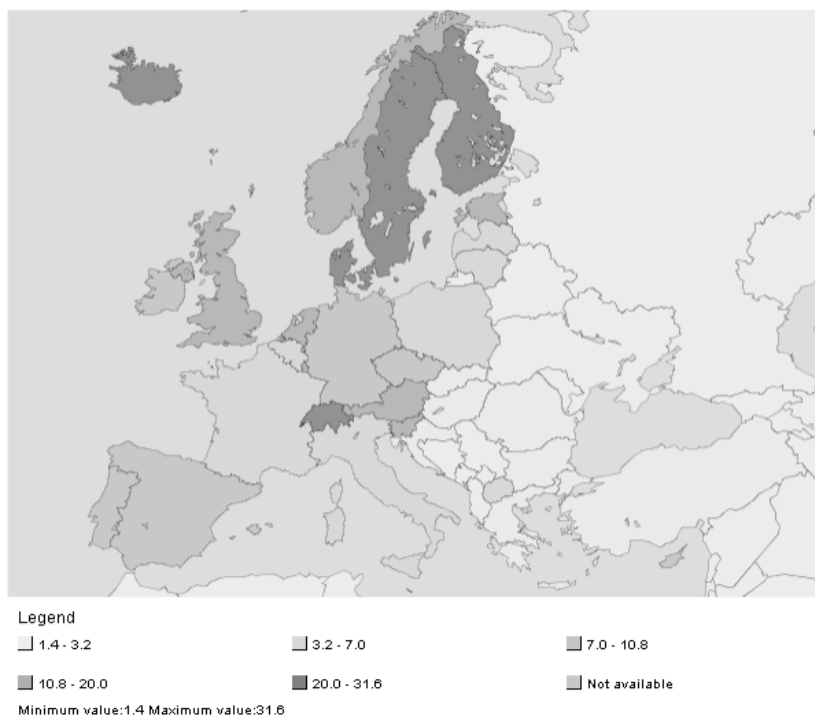 Legend
1.4 - 3.2 3.2 - 7.0 7.0 - 10.8
10.8 - 20.0 20.0 - 31.6 Not available
Minimum value:1.4 Maximum value:31.6